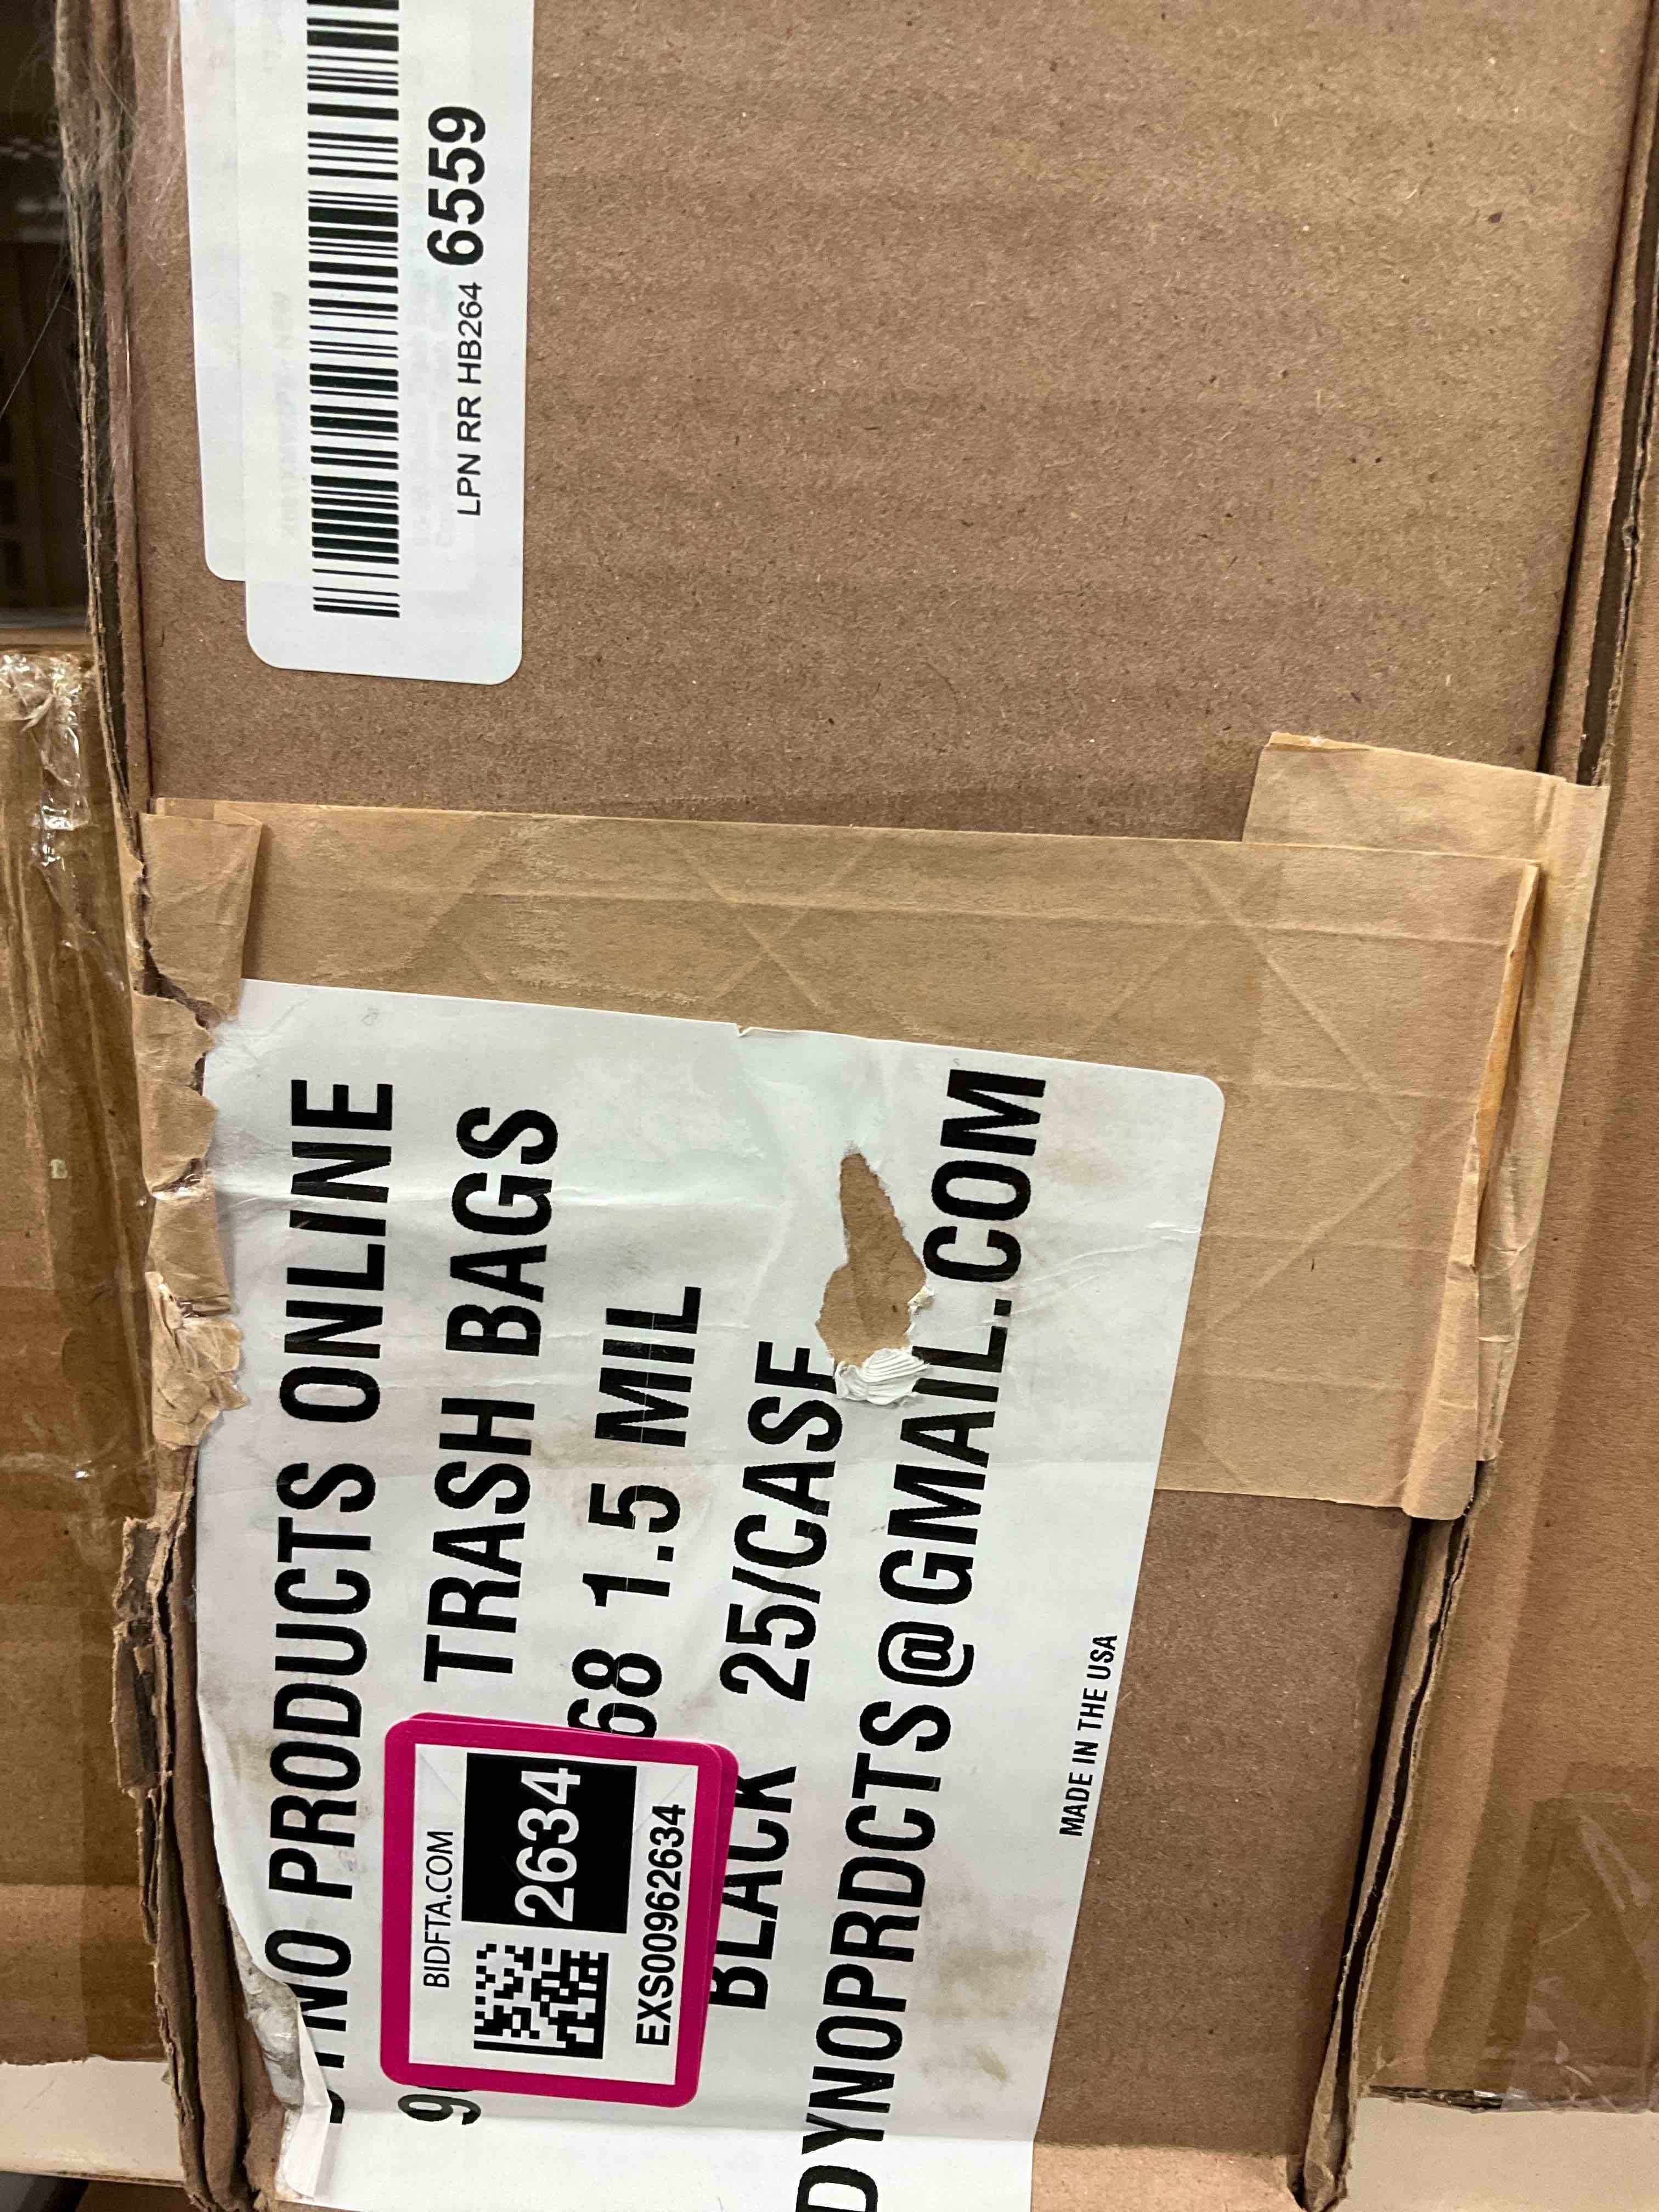 LPN RR HB264 6559
PRODUCTS ONLINE
TRASH BAGS
68 1.5 MIL
BLACK 25/CASE
DYNOPRDCTS@GMAIL.COM
MADE IN THE USA
BIDFTA.COM
2634
EXS00962634